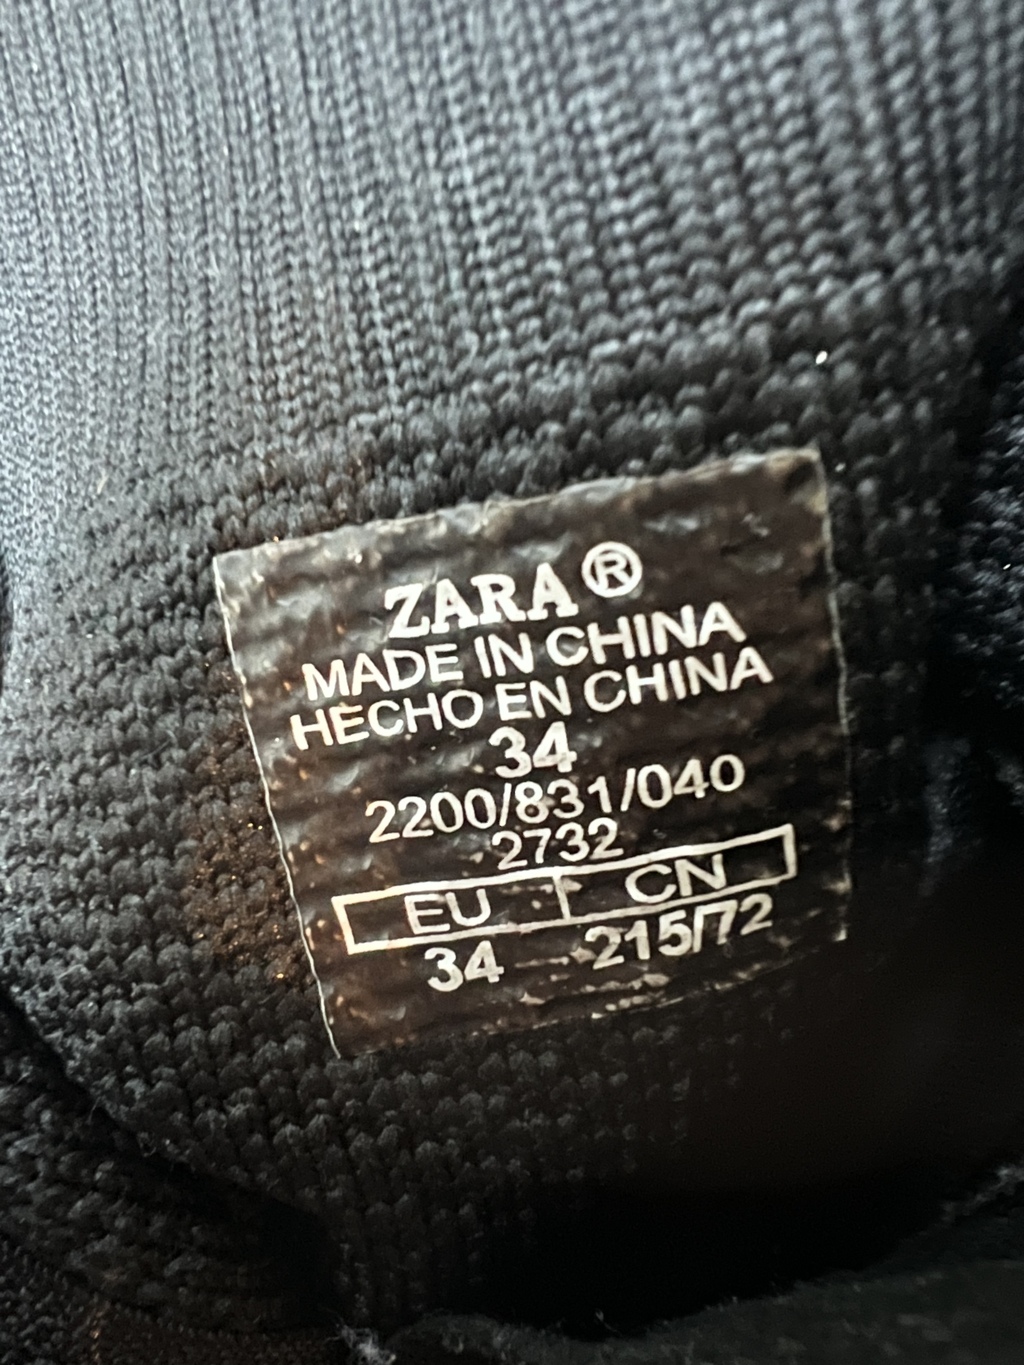 ZARA®
MADE IN CHINA
HECHO EN CHINA
34
2200/831/040
2732
EU CN
34 215/72